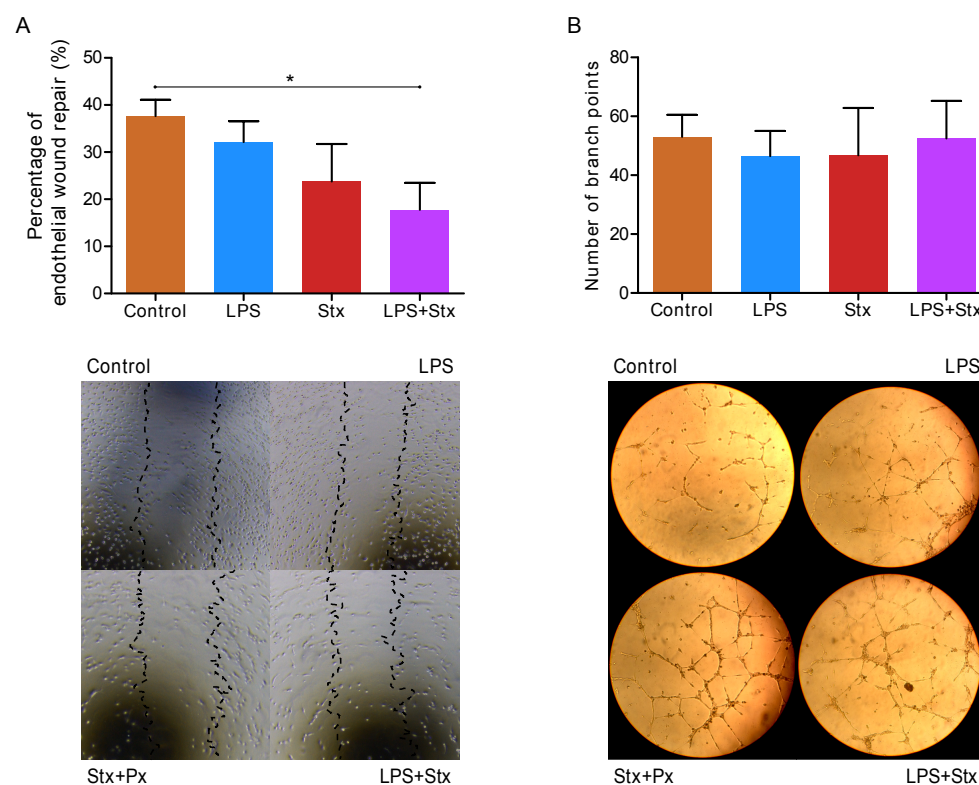 A
Percentage of
endothelial wound repair (%)
50
40
30
20
10
0
*
Control LPS Stx LPS+Stx
Control LPS
Stx+Px LPS+Stx
B
Number of branch points
80
60
40
20
0
Control LPS Stx LPS+Stx
Control LPS
Stx+Px LPS+Stx